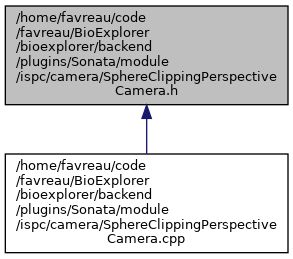 /home/favreau/code
/favreau/BioExplorer
/bioexplorer/backend
/plugins/Sonata/module
/ispc/camera/SphereClippingPerspective
Camera.h
/home/favreau/code
/favreau/BioExplorer
/bioexplorer/backend
/plugins/Sonata/module
/ispc/camera/SphereClippingPerspective
Camera.cpp